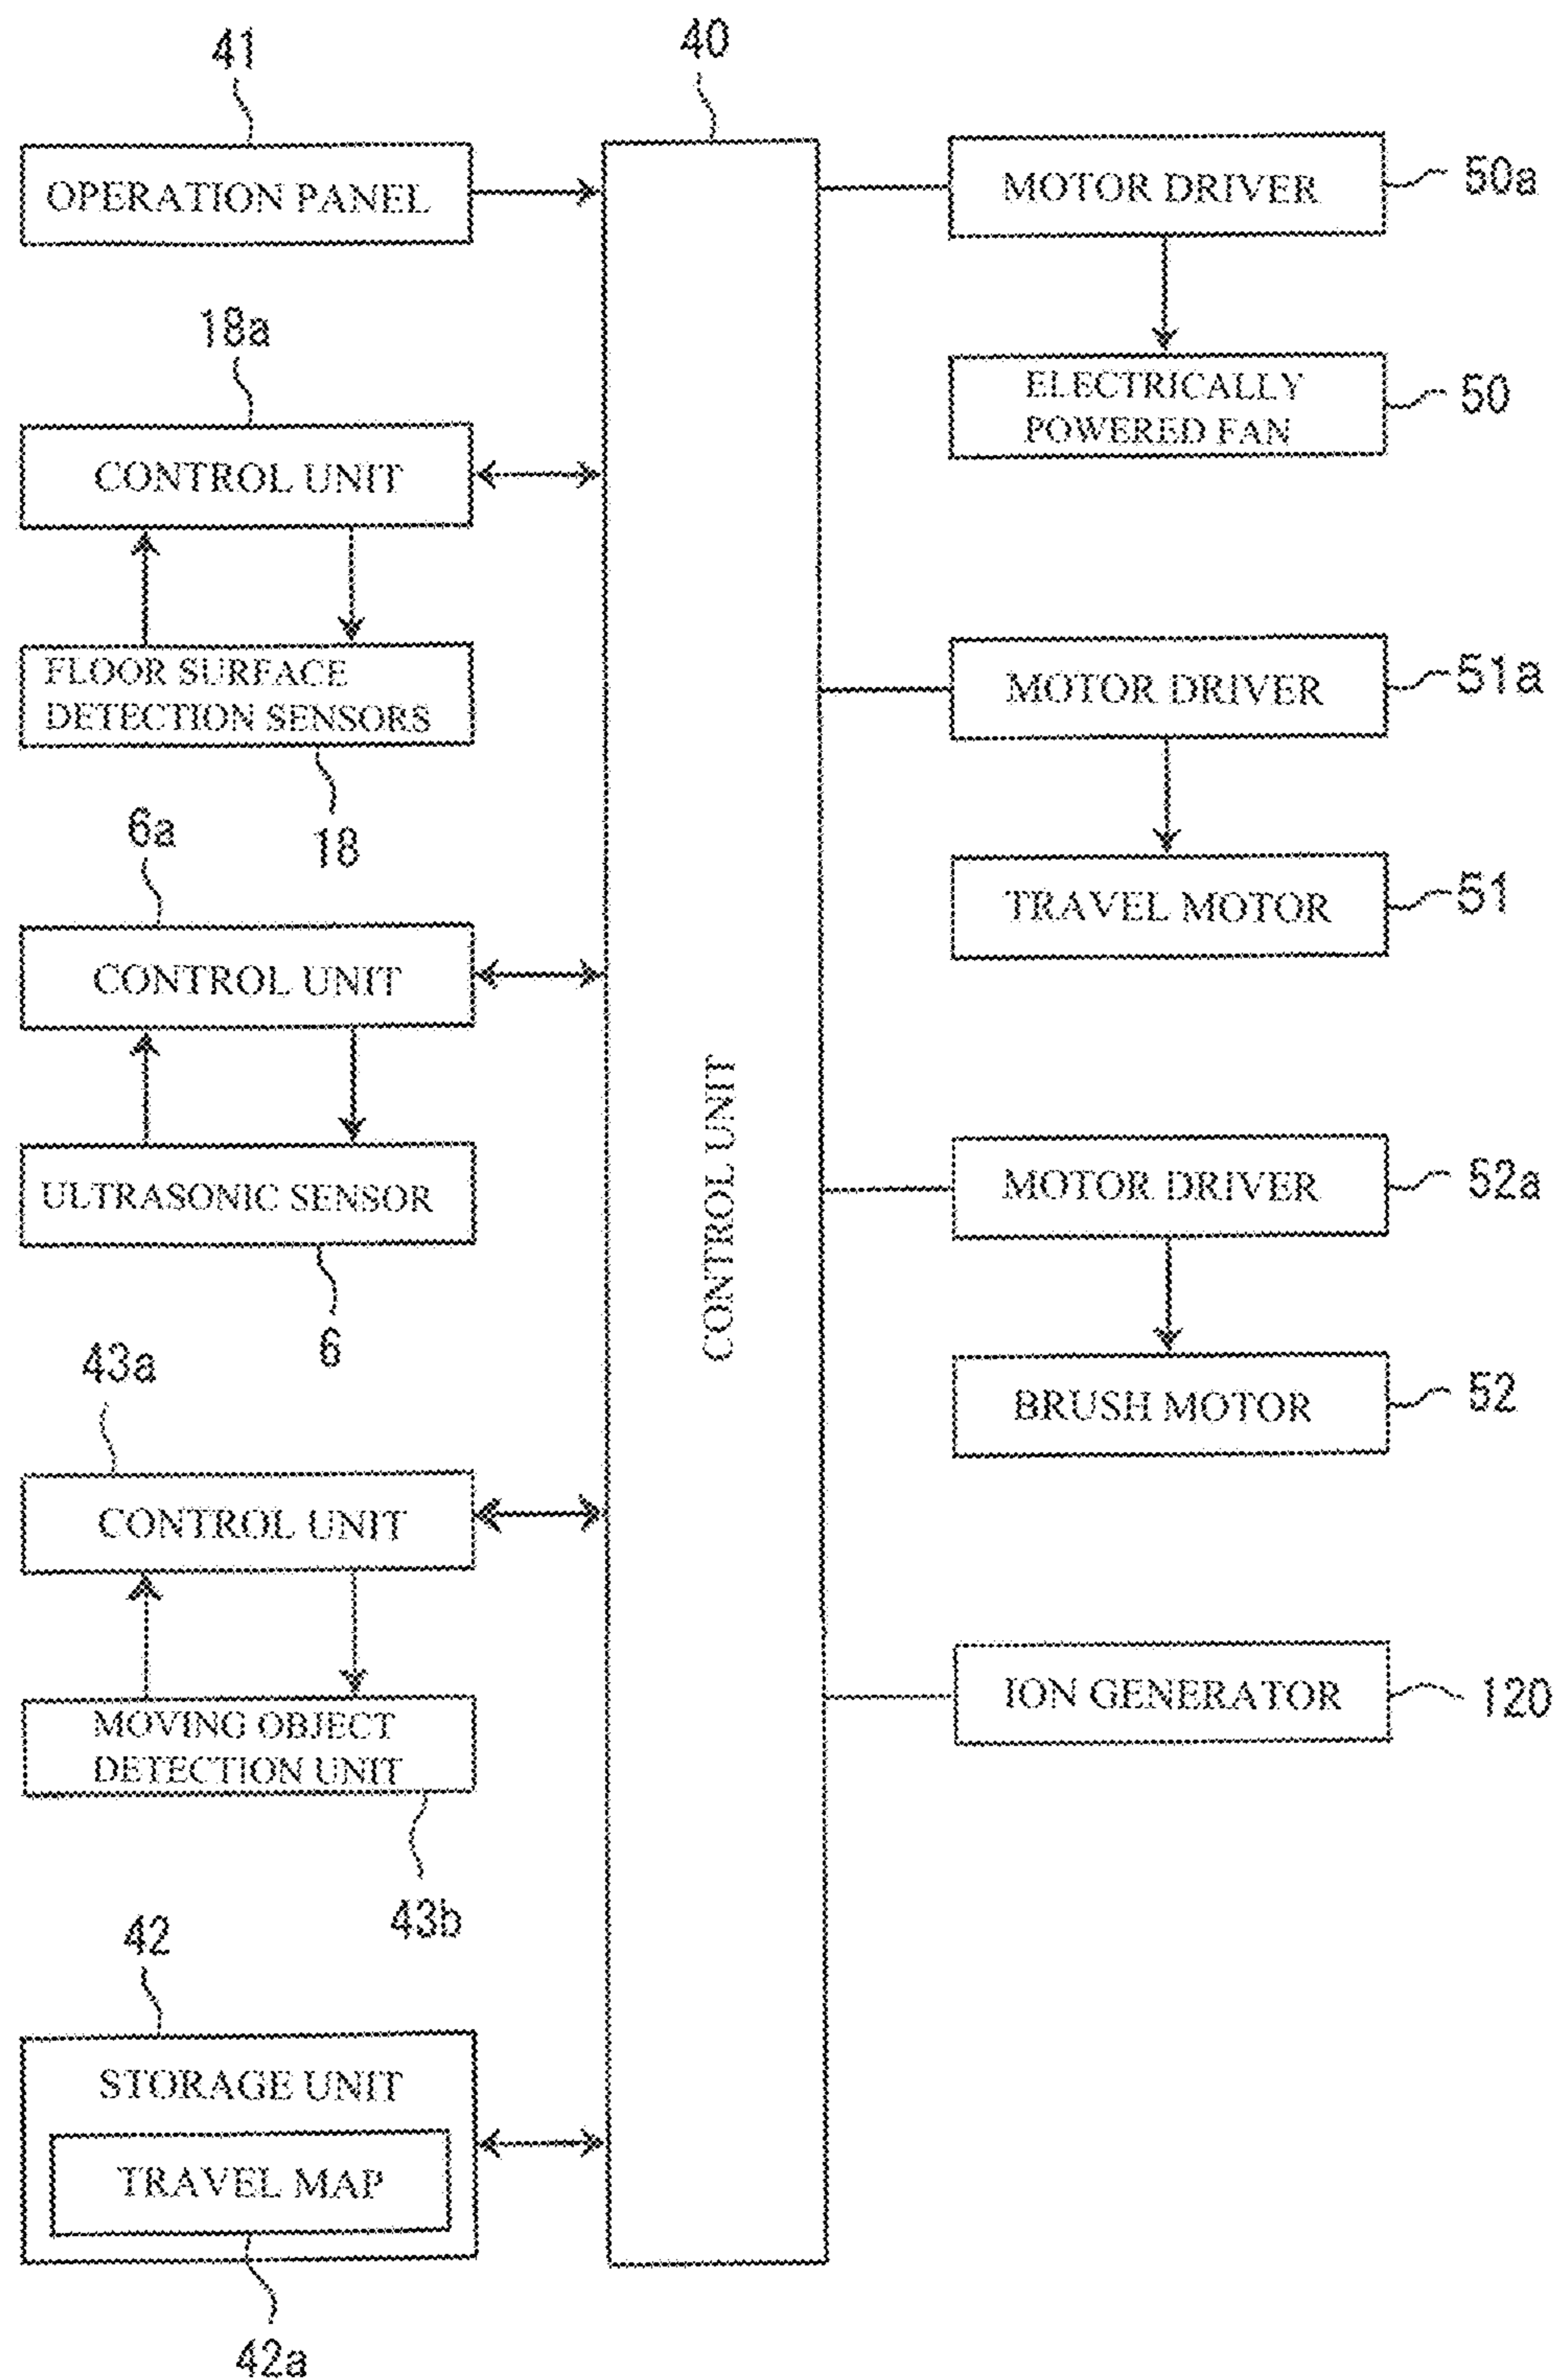 41
OPERATION PANEL
18a
CONTROL UNIT
FLOOR SURFACE
DETECTION SENSORS
18
6a
CONTROL UNIT
ULTRASONIC SENSOR
6
43a
CONTROL UNIT
MOVING OBJECT
DETECTION UNIT
43b
42
STORAGE UNIT
TRAVEL MAP
42a
40
CONTROL UNIT
MOTOR DRIVER
50a
ELECTRICALLY
POWERED FAN
50
MOTOR DRIVER
51a
TRAVEL MOTOR
51
MOTOR DRIVER
52a
BRUSH MOTOR
52
ION GENERATOR
120